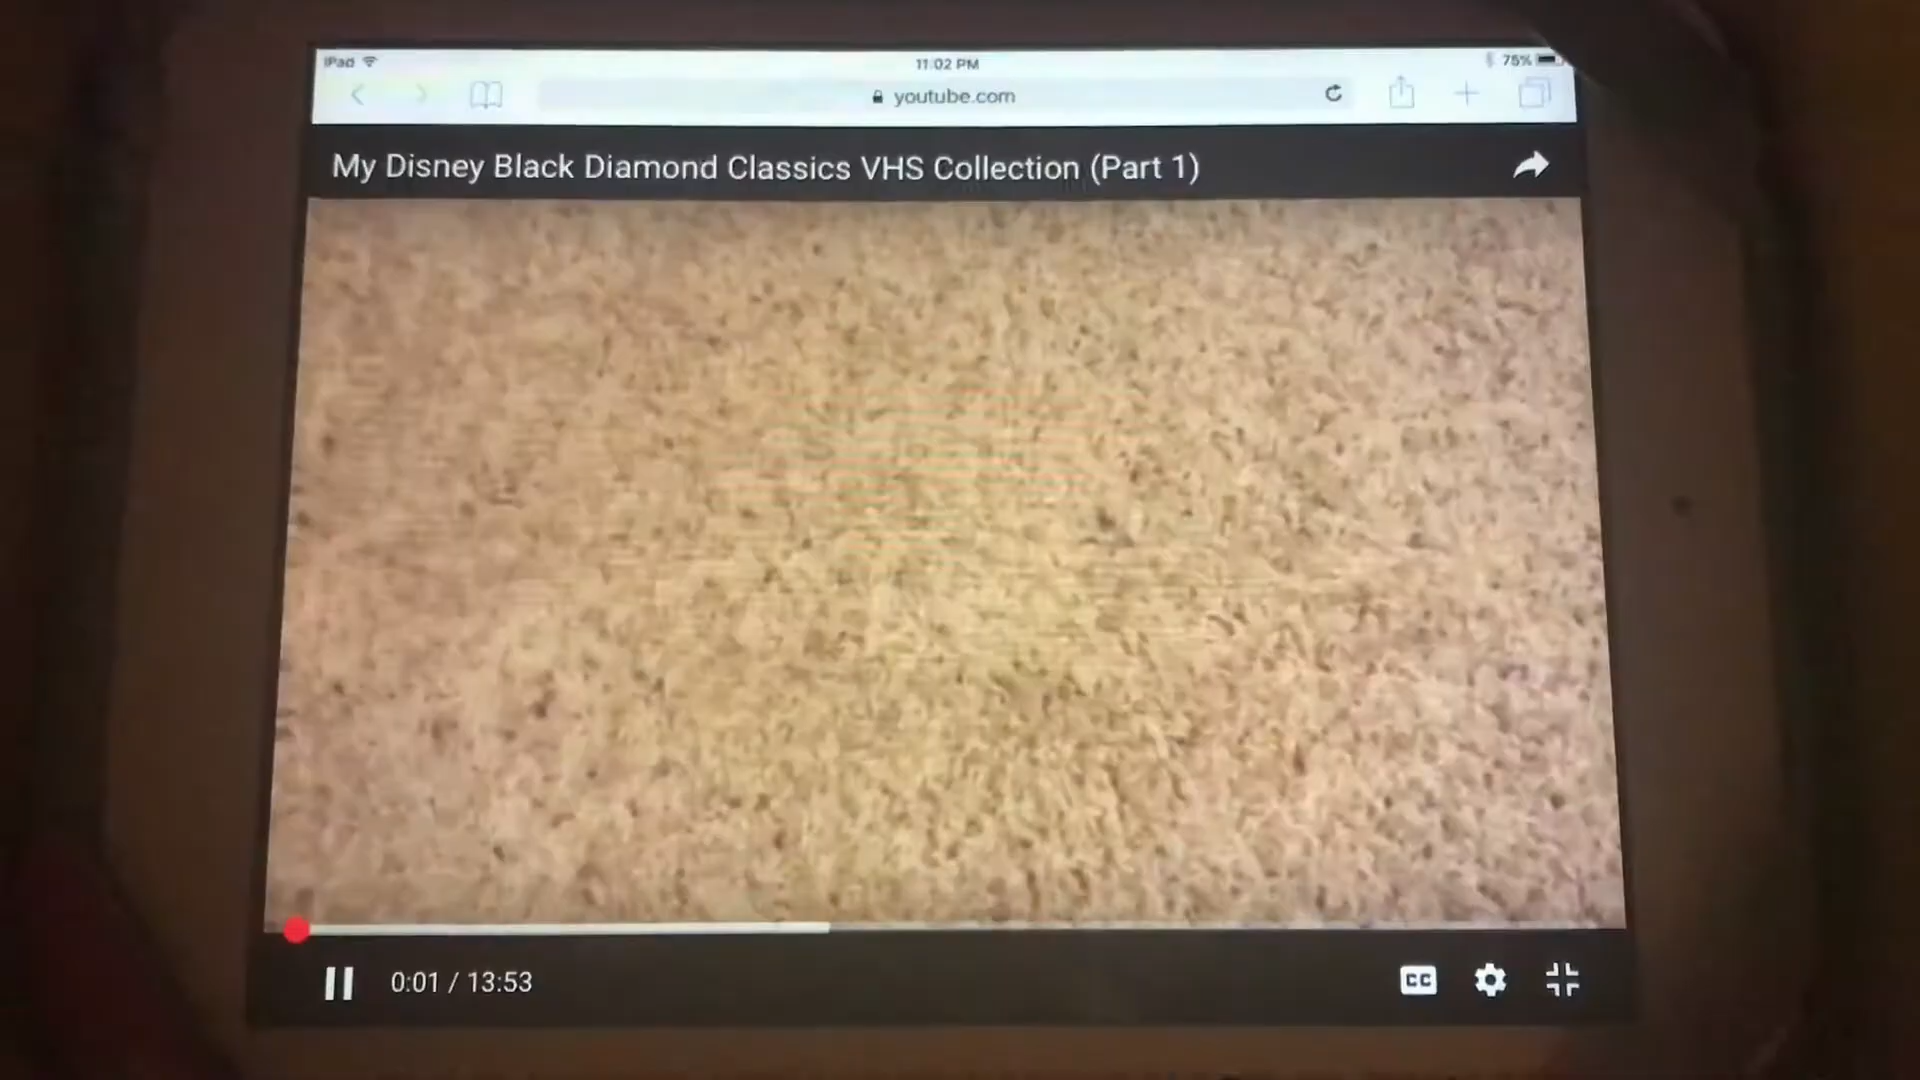 iPad
11:02 PM
75%
youtube.com
My Disney Black Diamond Classics VHS Collection (Part 1)
0:01 / 13:53
CC